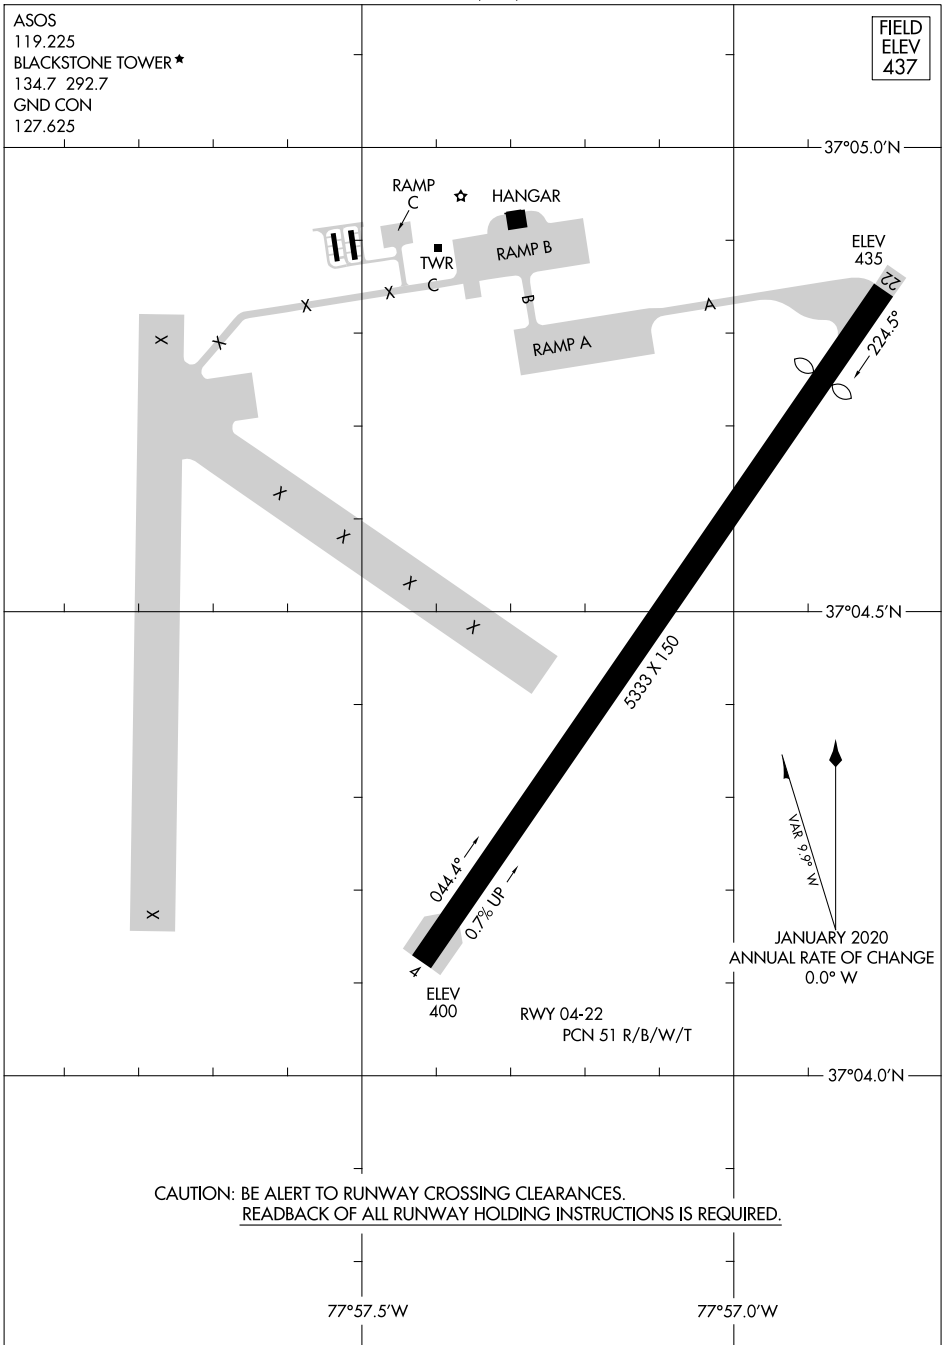 ASOS
119.225
BLACKSTONE TOWER★
134.7 292.7
GND CON
127.625
FIELD
ELEV
437
37°05.0'N
RAMP
C
HANGAR
TWR
RAMP B
ELEV
435
22
C
X
X
B
A
X
X
RAMP A
224.5°
X
X
X
X
37°04.5'N
5333 X 150
VAR 9.9° W
044.4°
0.7% UP
X
4
ELEV
400
JANUARY 2020
ANNUAL RATE OF CHANGE
0.0° W
RWY 04-22
PCN 51 R/B/W/T
37°04.0'N
CAUTION: BE ALERT TO RUNWAY CROSSING CLEARANCES.
READBACK OF ALL RUNWAY HOLDING INSTRUCTIONS IS REQUIRED.
77°57.5'W
77°57.0'W